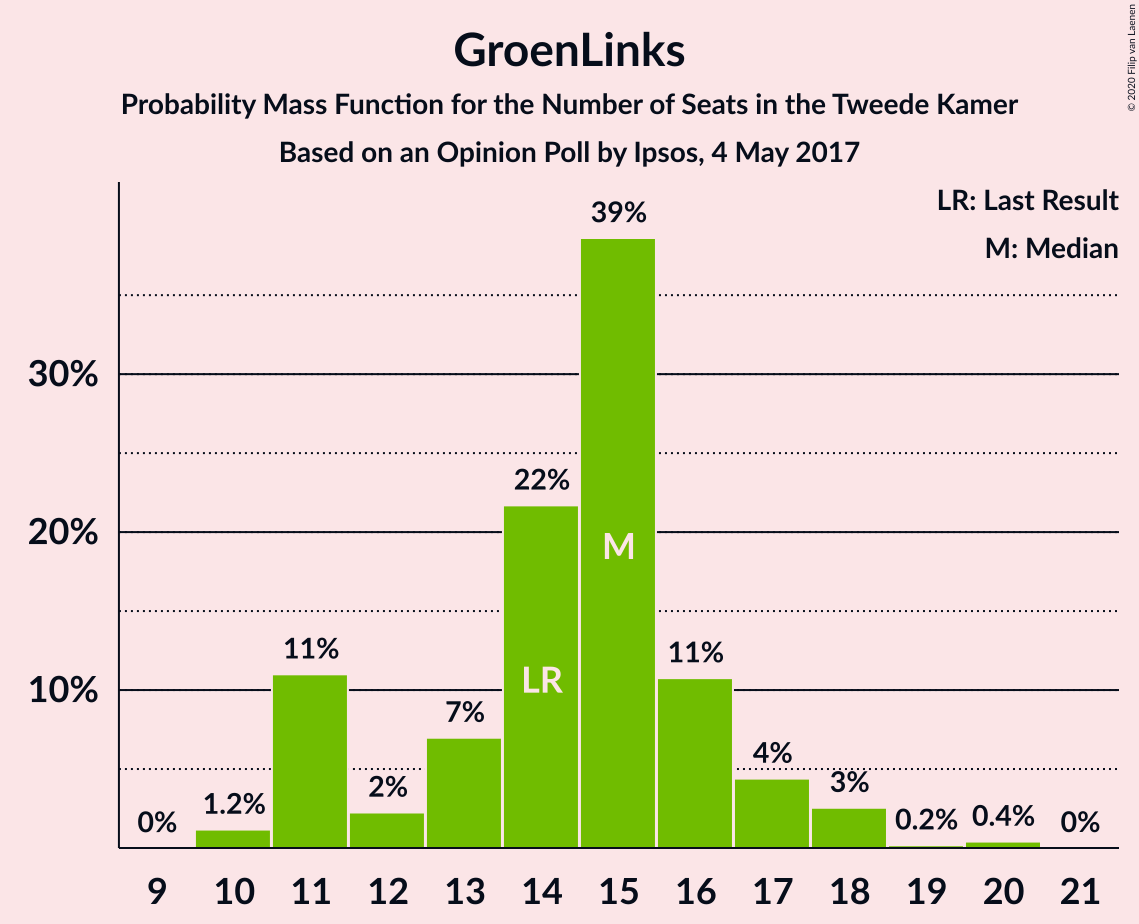 GroenLinks
Probability Mass Function for the Number of Seats in the Tweede Kamer
Based on an Opinion Poll by Ipsos, 4 May 2017
© 2020 Filip van Laenen
LR: Last Result
M: Median
30%
20%
10%
0%
1.2%
11%
2%
7%
22%
39%
11%
4%
3%
0.2%
0.4%
0%
LR
M
9 10 11 12 13 14 15 16 17 18 19 20 21